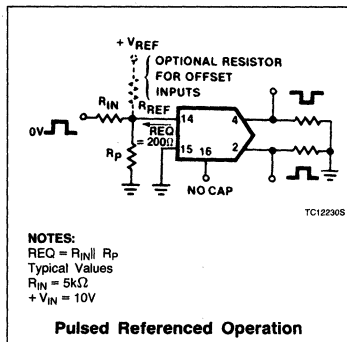 + VREF
OPTIONAL RESISTOR
FOR OFFSET
INPUTS
RIN
RREF
0V
REQ
= 200Ω
14
4
15
16
2
RP
NO CAP
TC12230S
NOTES:
REQ = RIN|| RP
Typical Values
RIN = 5kΩ
+ VIN = 10V
Pulsed Referenced Operation